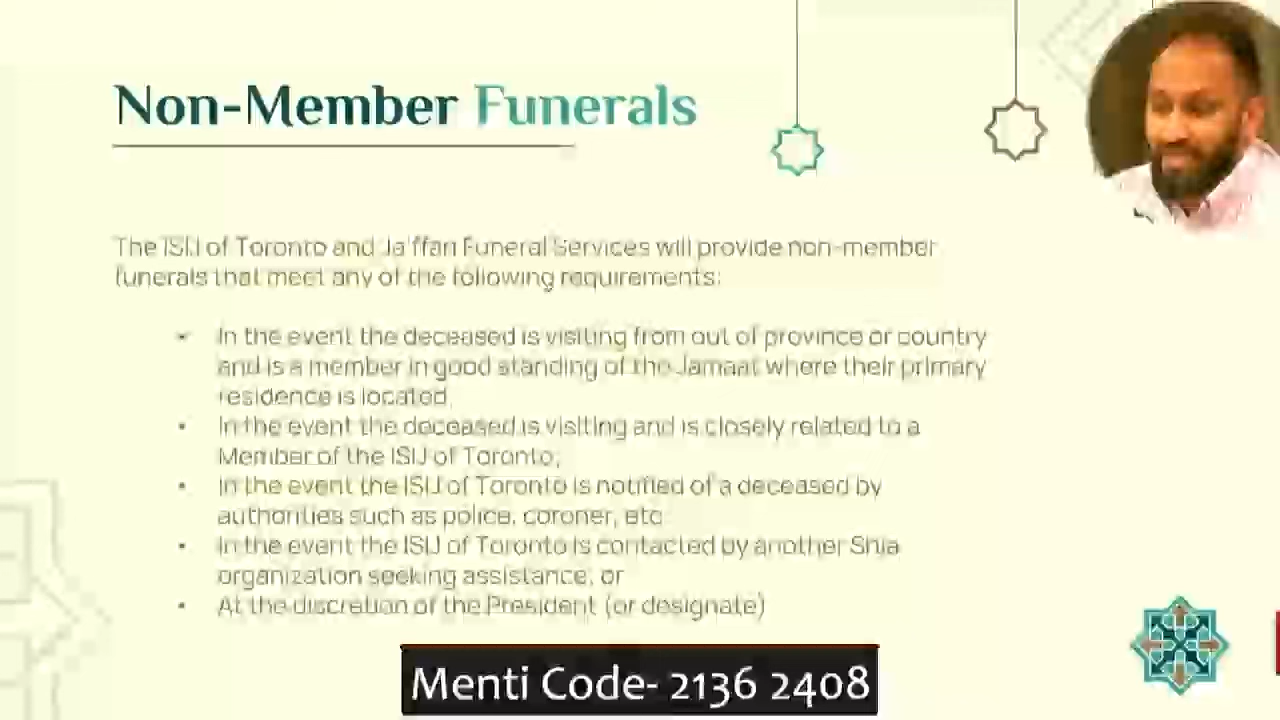 Non-Member Funerals
The ISIJ of Toronto and Ja'ffari Funeral Services will provide non-member
funerals that meet any of the following requirements:
• In the event the deceased is visiting from out of province or country
and is a member in good standing of the Jamaat where their primary
residence is located;
• In the event the deceased is visiting and is closely related to a
Member of the ISIJ of Toronto;
• In the event the ISIJ of Toronto is notified of a deceased by
authorities such as police, coroner, etc.
• In the event the ISIJ of Toronto is contacted by another Shia
organization seeking assistance; or
• At the discretion of the President (or designate)
Menti Code- 2136 2408